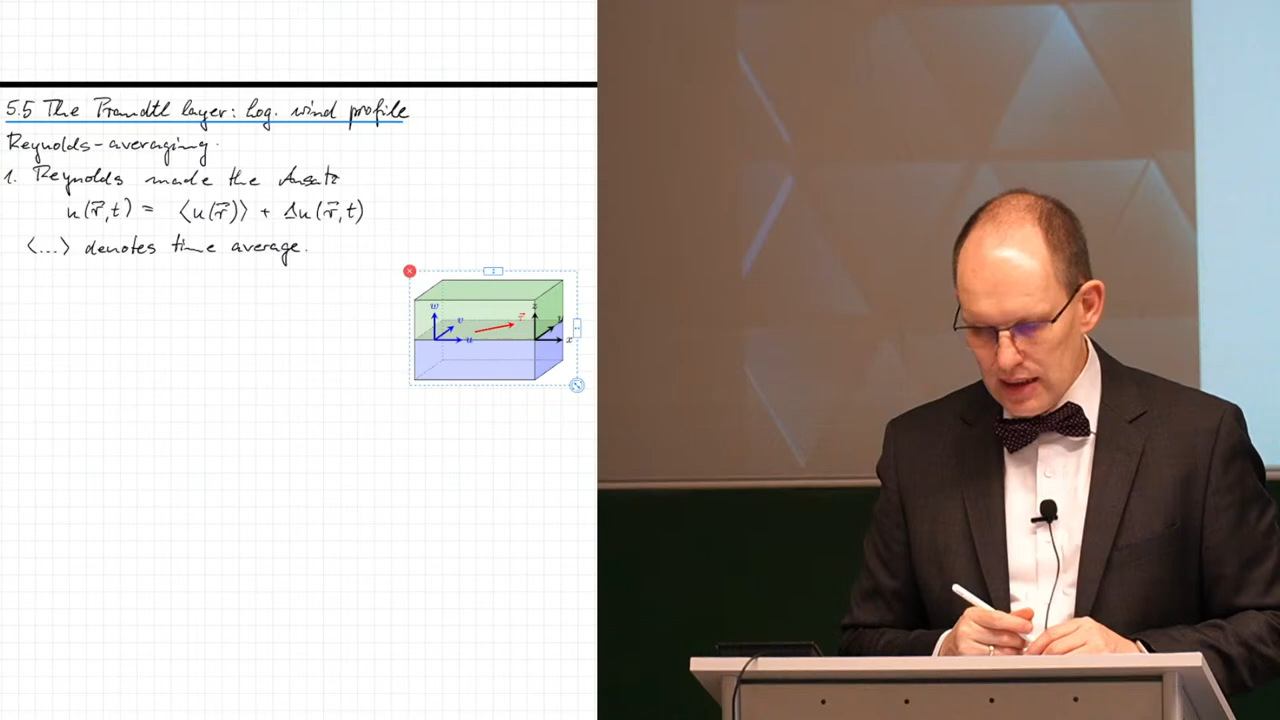 5.5 The Prandtl layer: Log. wind profile
Reynolds-averaging.
1. Reynolds made the Ansatz
u(r⃗,t) = ⟨u(r⃗)⟩ + Δu(r⃗,t)
⟨...⟩ denotes time average.
w
v
u
r⃗
z
y
x